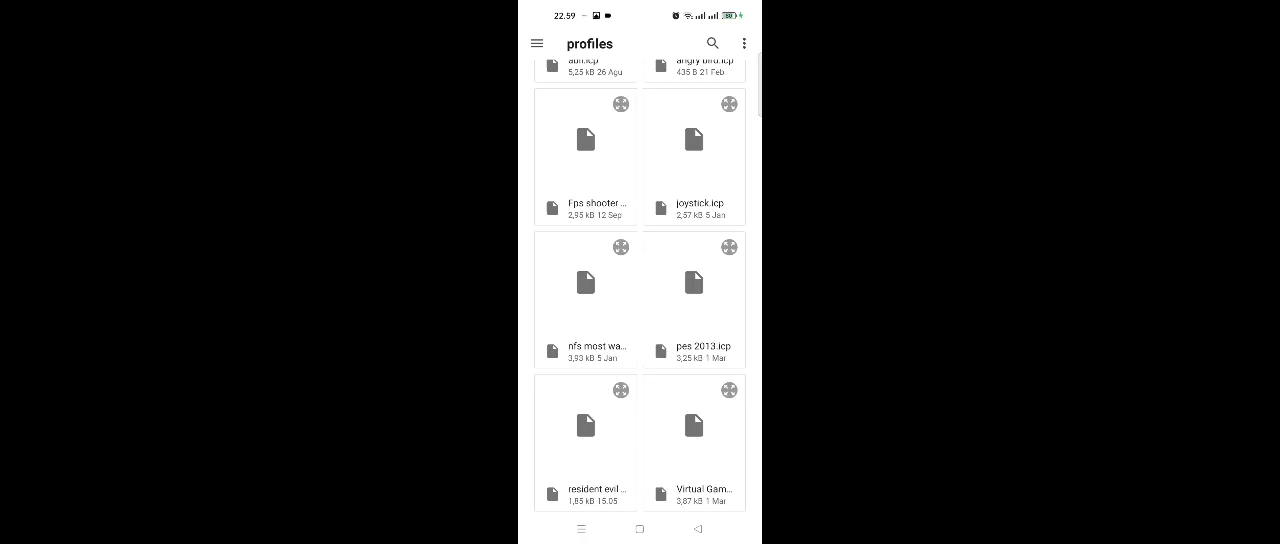 22.59
profiles
abn.icp
5,25 kB 26 Agu
angry bird.icp
435 B 21 Feb
Fps shooter ...
2,95 kB 12 Sep
joystick.icp
2,57 kB 5 Jan
nfs most wa...
3,93 kB 5 Jan
pes 2013.icp
3,25 kB 1 Mar
resident evil ...
1,85 kB 15.05
Virtual Gam...
3,87 kB 1 Mar